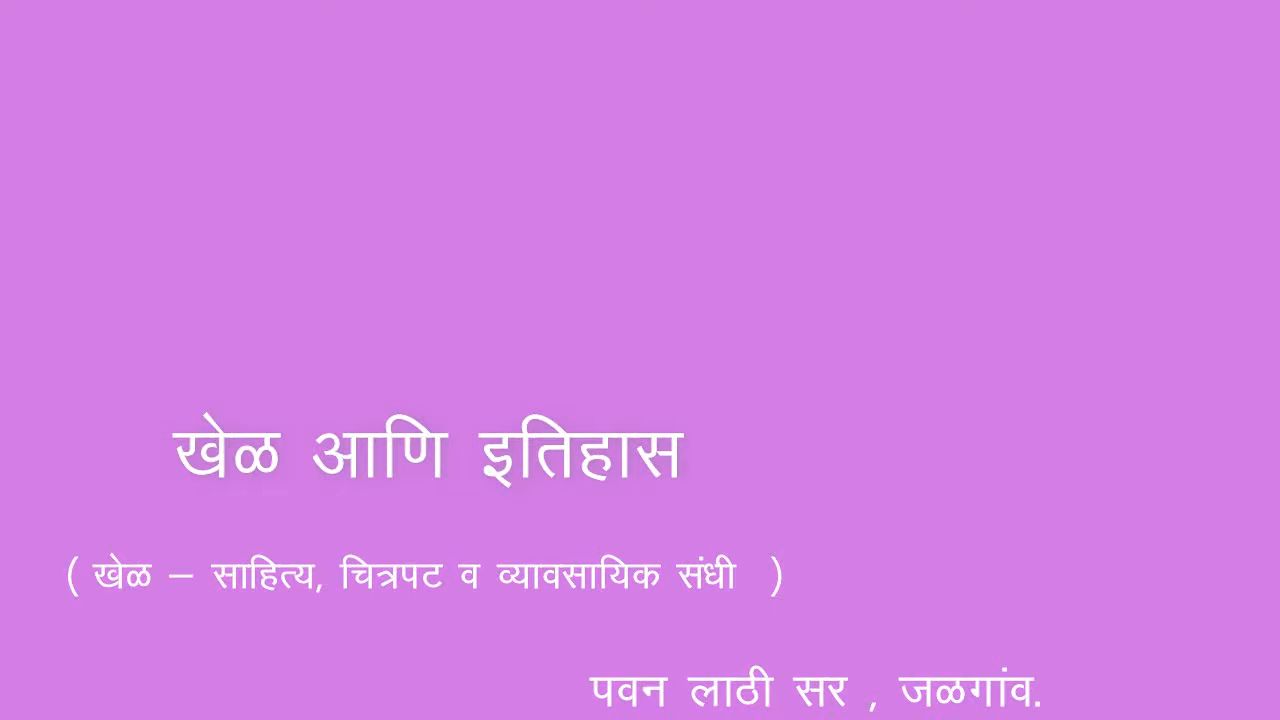 खेळ आणि इतिहास
( खेळ – साहित्य, चित्रपट व व्यावसायिक संधी )
पवन लाठी सर , जळगांव.